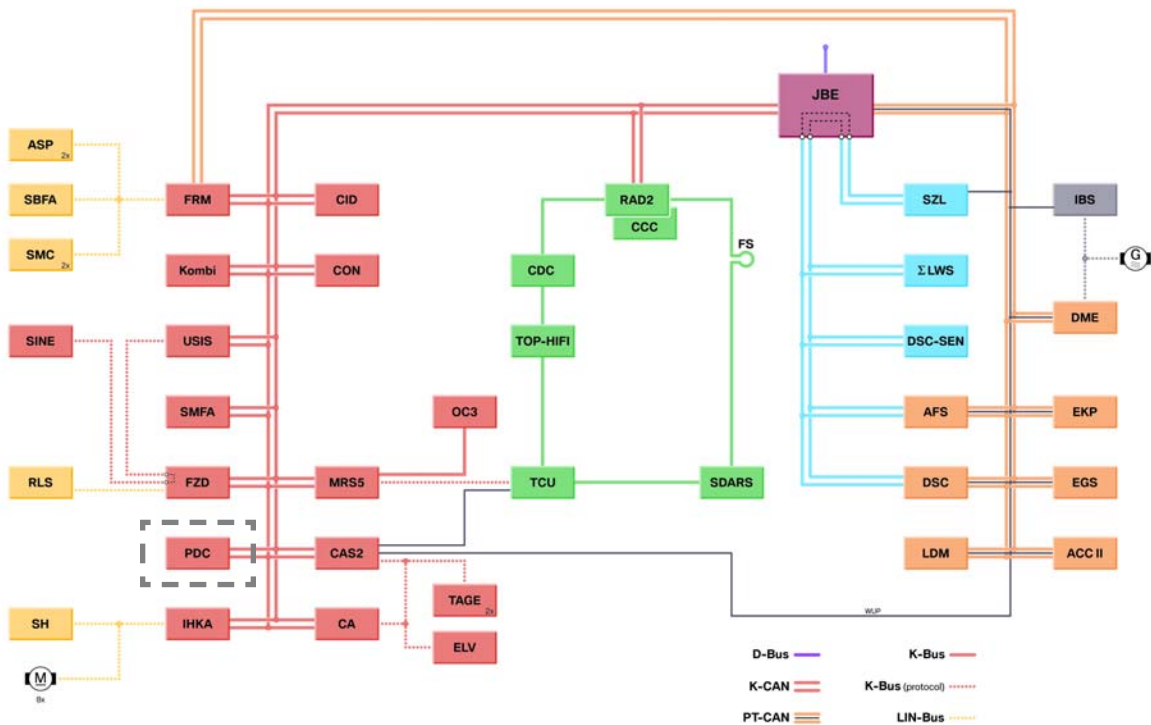 JBE
ASP
2x
SBFA
FRM
CID
RAD2
CCC
SZL
IBS
SMC
2x
FS
G
Kombi
CON
CDC
ΣLWS
DME
SINE
USIS
TOP-HIFI
DSC-SEN
SMFA
OC3
AFS
EKP
RLS
FZD
MRS5
TCU
SDARS
DSC
EGS
PDC
CAS2
LDM
ACC II
TAGE
2x
WUP
SH
IHKA
CA
ELV
M
8x
D-Bus
K-Bus
K-CAN
K-Bus (protocol)
PT-CAN
LIN-Bus